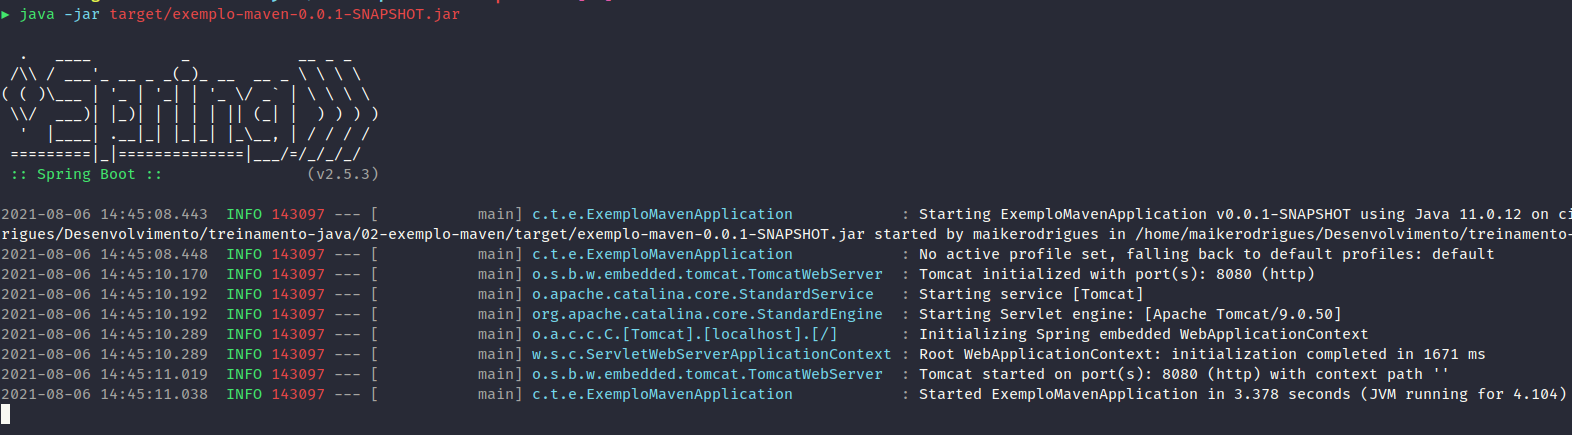 ▶ java -jar target/exemplo-maven-0.0.1-SNAPSHOT.jar
  .   ____          _            __ _ _
 /\\ / ___'_ __ _ _(_)_ __  __ _ \ \ \ \
( ( )\___ | '_ | '_| | '_ \/ _` | \ \ \ \
 \\/  ___)| |_)| | | | | || (_| |  ) ) ) )
  '  |____| .__|_| |_|_| |_\__, | / / / /
 =========|_|==============|___/=/_/_/_/
 :: Spring Boot ::                (v2.5.3)
2021-08-06 14:45:08.443  INFO 143097 --- [           main] c.t.e.ExemploMavenApplication            : Starting ExemploMavenApplication v0.0.1-SNAPSHOT using Java 11.0.12 on ci
rigues/Desenvolvimento/treinamento-java/02-exemplo-maven/target/exemplo-maven-0.0.1-SNAPSHOT.jar started by maikerodrigues in /home/maikerodrigues/Desenvolvimento/treinamento-
2021-08-06 14:45:08.448  INFO 143097 --- [           main] c.t.e.ExemploMavenApplication            : No active profile set, falling back to default profiles: default
2021-08-06 14:45:10.170  INFO 143097 --- [           main] o.s.b.w.embedded.tomcat.TomcatWebServer  : Tomcat initialized with port(s): 8080 (http)
2021-08-06 14:45:10.192  INFO 143097 --- [           main] o.apache.catalina.core.StandardService   : Starting service [Tomcat]
2021-08-06 14:45:10.192  INFO 143097 --- [           main] org.apache.catalina.core.StandardEngine  : Starting Servlet engine: [Apache Tomcat/9.0.50]
2021-08-06 14:45:10.289  INFO 143097 --- [           main] o.a.c.c.C.[Tomcat].[localhost].[/]       : Initializing Spring embedded WebApplicationContext
2021-08-06 14:45:10.289  INFO 143097 --- [           main] w.s.c.ServletWebServerApplicationContext : Root WebApplicationContext: initialization completed in 1671 ms
2021-08-06 14:45:11.019  INFO 143097 --- [           main] o.s.b.w.embedded.tomcat.TomcatWebServer  : Tomcat started on port(s): 8080 (http) with context path ''
2021-08-06 14:45:11.038  INFO 143097 --- [           main] c.t.e.ExemploMavenApplication            : Started ExemploMavenApplication in 3.378 seconds (JVM running for 4.104)